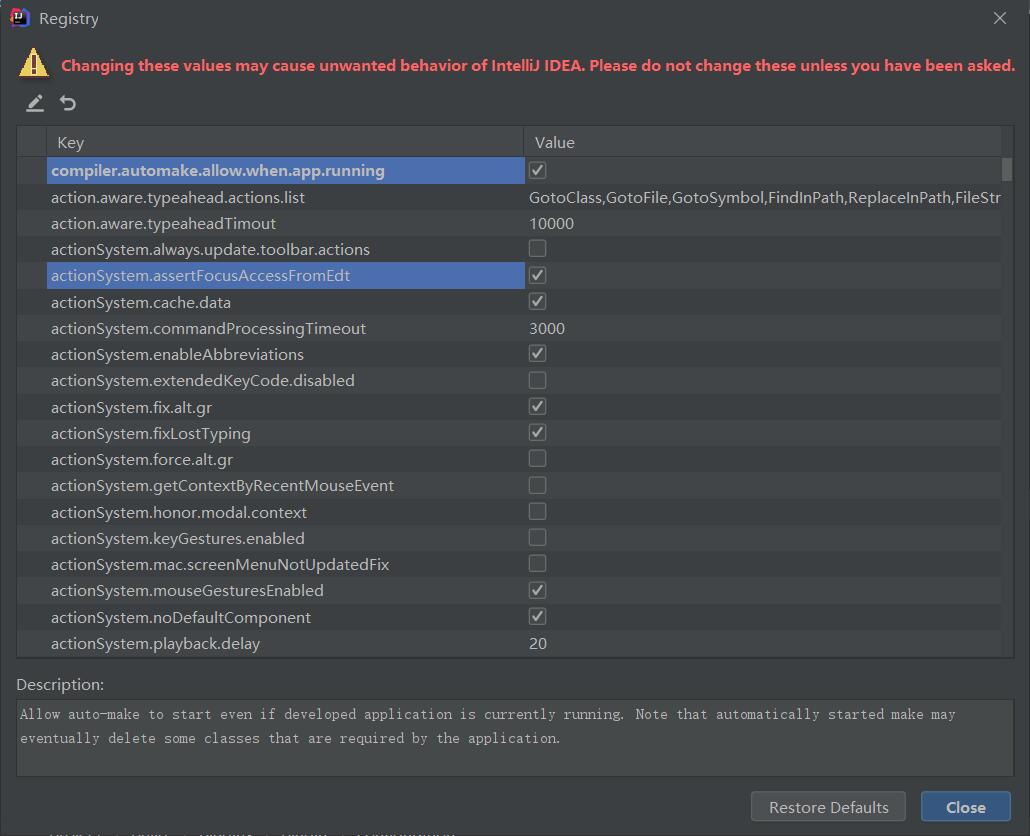 Registry
Changing these values may cause unwanted behavior of IntelliJ IDEA. Please do not change these unless you have been asked.
Key Value
compiler.automake.allow.when.app.running
action.aware.typeahead.actions.list GotoClass,GotoFile,GotoSymbol,FindInPath,ReplaceInPath,FileStr
action.aware.typeaheadTimout 10000
actionSystem.always.update.toolbar.actions
actionSystem.assertFocusAccessFromEdt
actionSystem.cache.data
actionSystem.commandProcessingTimeout 3000
actionSystem.enableAbbreviations
actionSystem.extendedKeyCode.disabled
actionSystem.fix.alt.gr
actionSystem.fixLostTyping
actionSystem.force.alt.gr
actionSystem.getContextByRecentMouseEvent
actionSystem.honor.modal.context
actionSystem.keyGestures.enabled
actionSystem.mac.screenMenuNotUpdatedFix
actionSystem.mouseGesturesEnabled
actionSystem.noDefaultComponent
actionSystem.playback.delay 20
Description:
Allow auto-make to start even if developed application is currently running. Note that automatically started make may
eventually delete some classes that are required by the application.
Restore Defaults Close